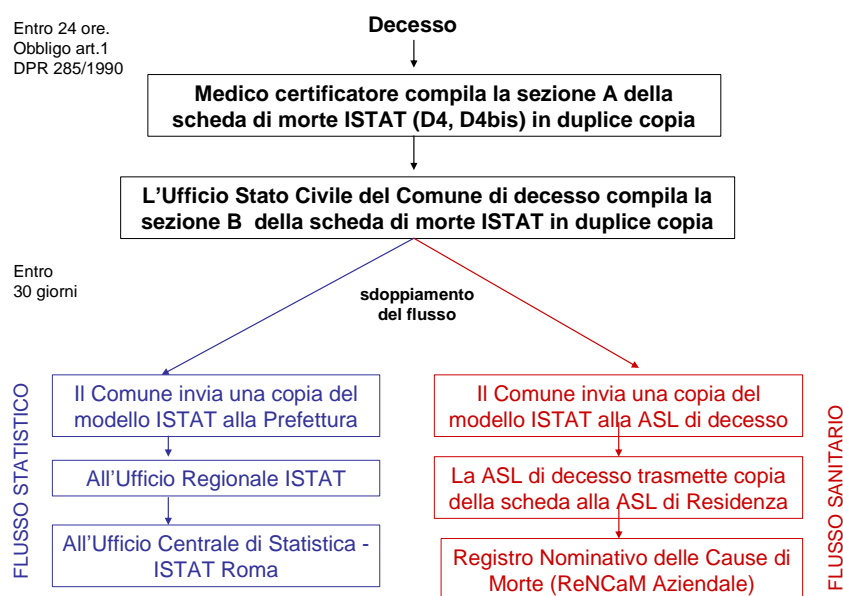 Entro 24 ore.
Obbligo art.1
DPR 285/1990
Decesso
Medico certificatore compila la sezione A della
scheda di morte ISTAT (D4, D4bis) in duplice copia
L'Ufficio Stato Civile del Comune di decesso compila la
sezione B della scheda di morte ISTAT in duplice copia
Entro
30 giorni
sdoppiamento
del flusso
FLUSSO STATISTICO
Il Comune invia una copia del
modello ISTAT alla Prefettura
All'Ufficio Regionale ISTAT
All'Ufficio Centrale di Statistica -
ISTAT Roma
Il Comune invia una copia del
modello ISTAT alla ASL di decesso
La ASL di decesso trasmette copia
della scheda alla ASL di Residenza
Registro Nominativo delle Cause di
Morte (ReNCaM Aziendale)
FLUSSO SANITARIO